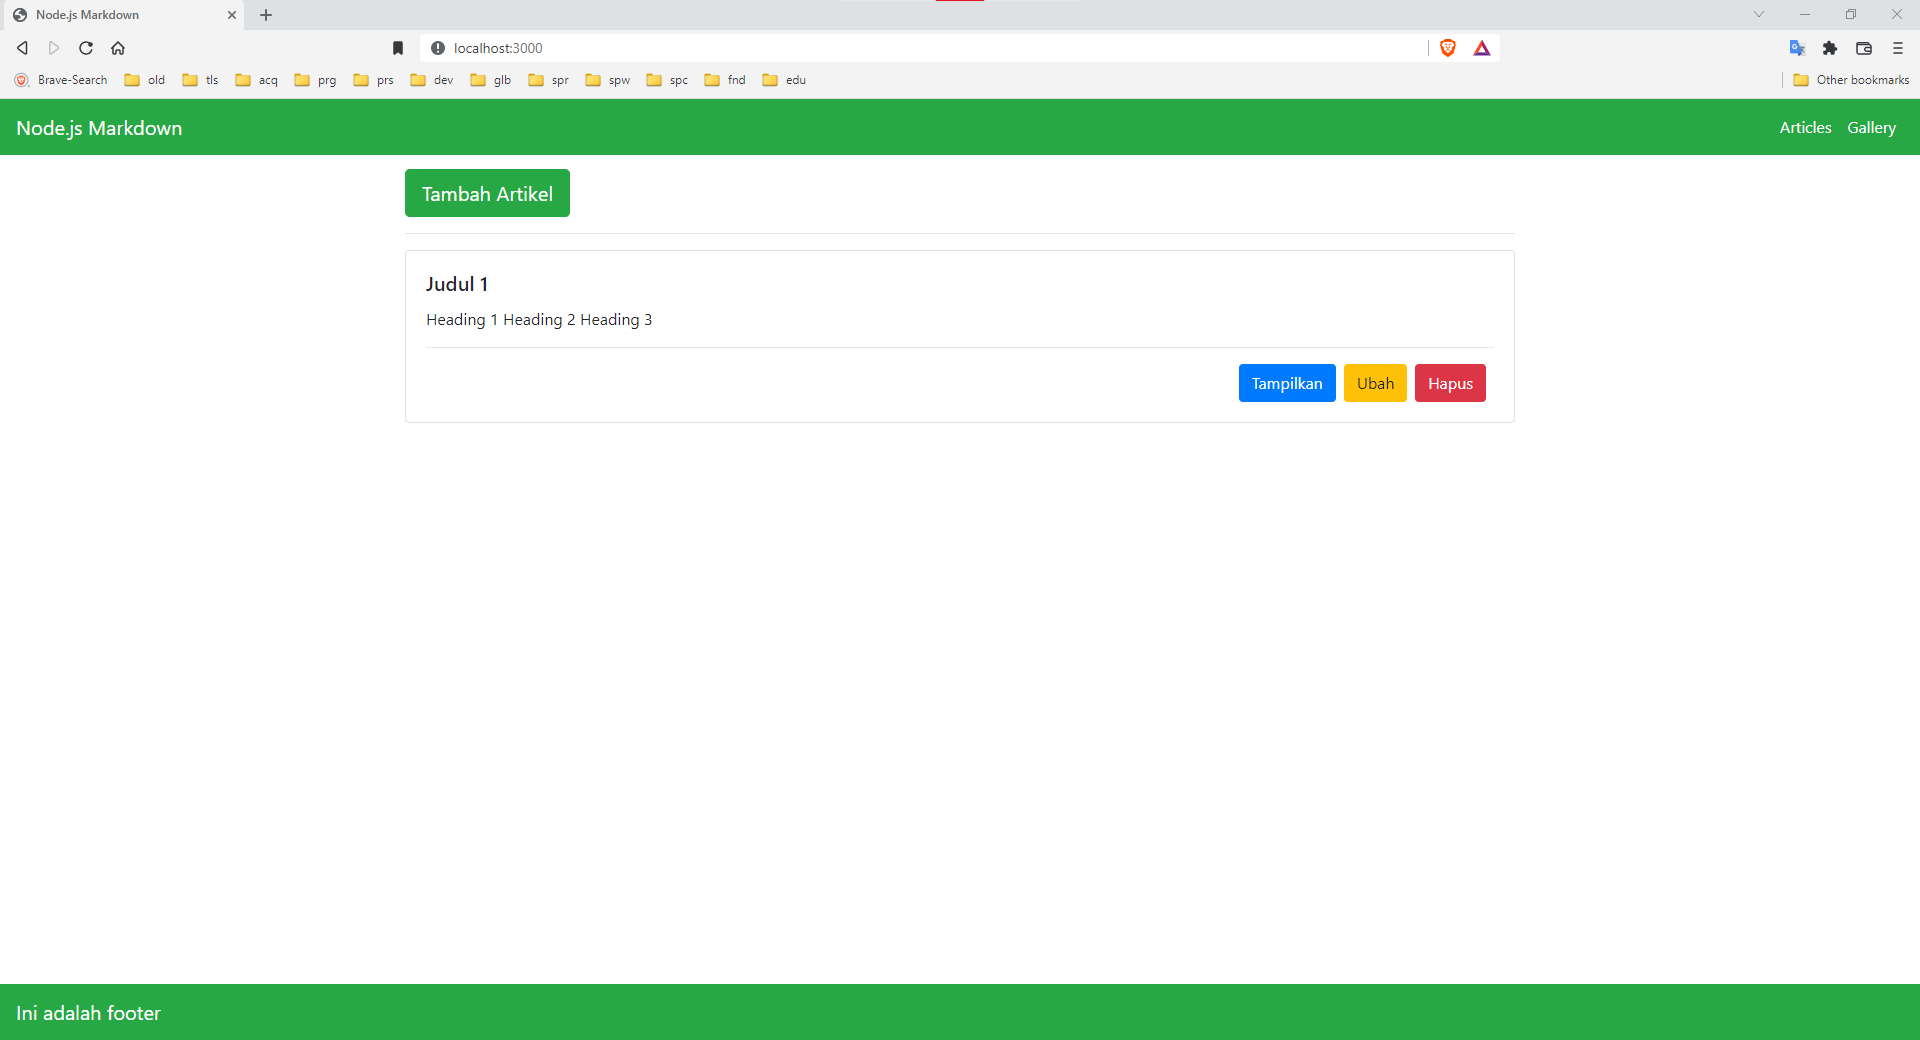 Node.js Markdown
localhost:3000
Brave-Search old tls acq prg prs dev glb spr spw spc fnd edu Other bookmarks
Node.js Markdown Articles Gallery
Tambah Artikel
Judul 1
Heading 1 Heading 2 Heading 3
Tampilkan Ubah Hapus
Ini adalah footer